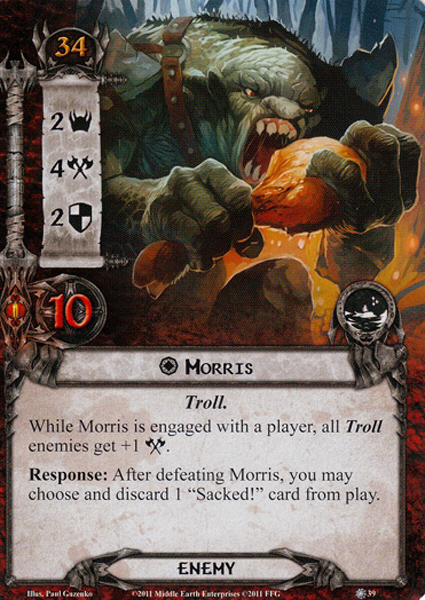 34
2
4
2
10
Morris
Troll.
While Morris is engaged with a player, all Troll
enemies get +1 .
Response: After defeating Morris, you may
choose and discard 1 “Sacked!” card from play.
ENEMY
Illus. Paul Guzenko
©2011 Middle Earth Enterprises ©2011 FFG
39